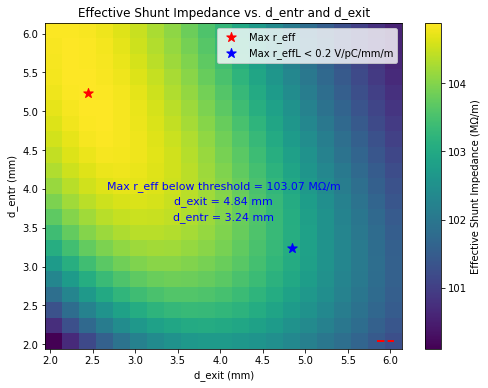 Effective Shunt Impedance vs. d_entr and d_exit
Max r_eff
Max r_effL < 0.2 V/pC/mm/m
Max r_eff below threshold = 103.07 MΩ/m
d_exit = 4.84 mm
d_entr = 3.24 mm
d_entr (mm)
6.0
5.5
5.0
4.5
4.0
3.5
3.0
2.5
2.0
2.0
2.5
3.0
3.5
4.0
4.5
5.0
5.5
6.0
d_exit (mm)
104
103
102
101
Effective Shunt Impedance (MΩ/m)